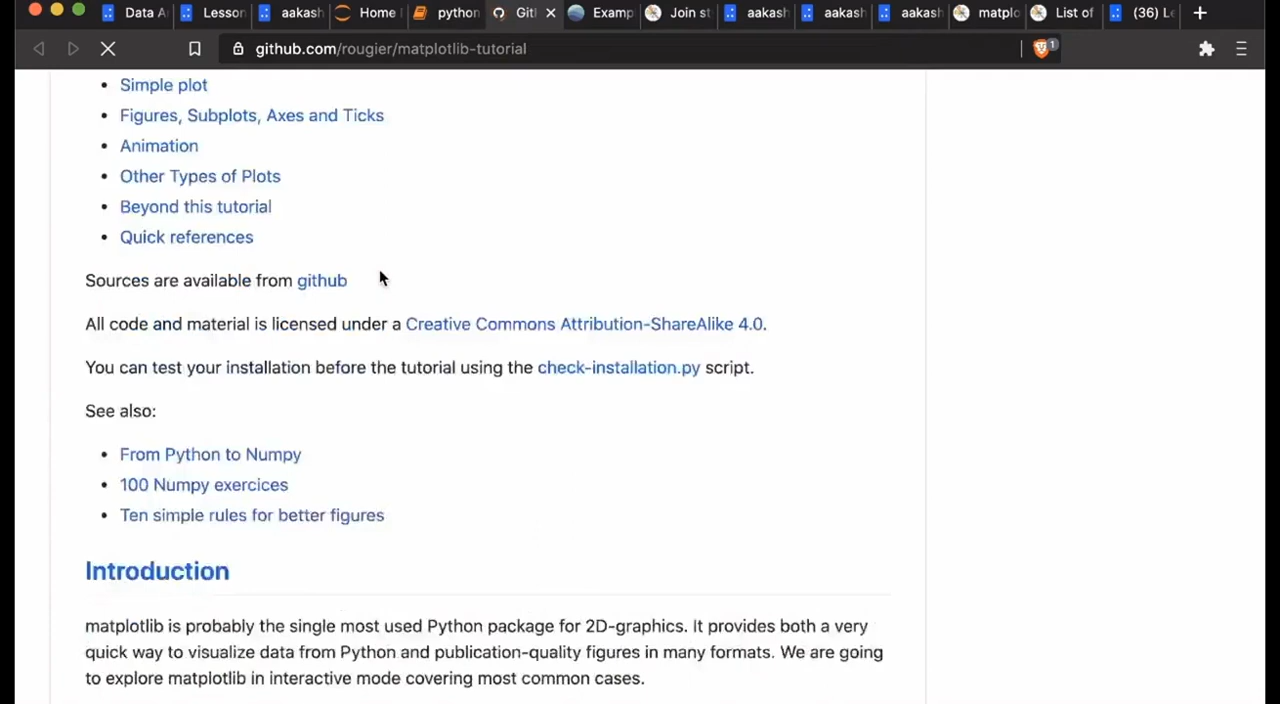 Data A
Lesson
aakash
Home
python
Git
Examp
Join st
aakash
aakash
aakash
matplo
List of
(36) Le
github.com/rougier/matplotlib-tutorial
1
• Simple plot
• Figures, Subplots, Axes and Ticks
• Animation
• Other Types of Plots
• Beyond this tutorial
• Quick references
Sources are available from github
All code and material is licensed under a Creative Commons Attribution-ShareAlike 4.0.
You can test your installation before the tutorial using the check-installation.py script.
See also:
• From Python to Numpy
• 100 Numpy exercices
• Ten simple rules for better figures
Introduction
matplotlib is probably the single most used Python package for 2D-graphics. It provides both a very
quick way to visualize data from Python and publication-quality figures in many formats. We are going
to explore matplotlib in interactive mode covering most common cases.